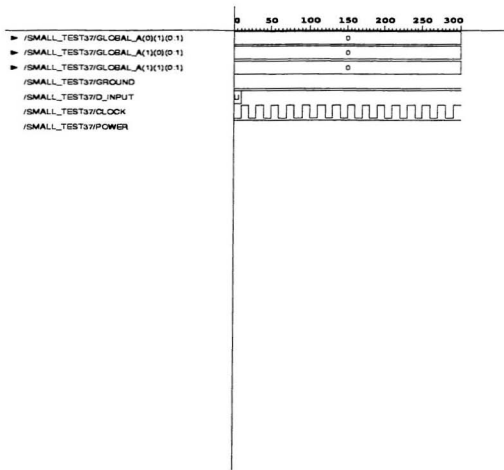 0 50 100 150 200 250 300
/SMALL_TEST37/GLOBAL_A(0)(1)(0:1) 0
/SMALL_TEST37/GLOBAL_A(1)(0)(0:1) 0
/SMALL_TEST37/GLOBAL_A(1)(1)(0:1) 0
/SMALL_TEST37/GROUND
/SMALL_TEST37/D_INPUT U
/SMALL_TEST37/CLOCK
/SMALL_TEST37/POWER